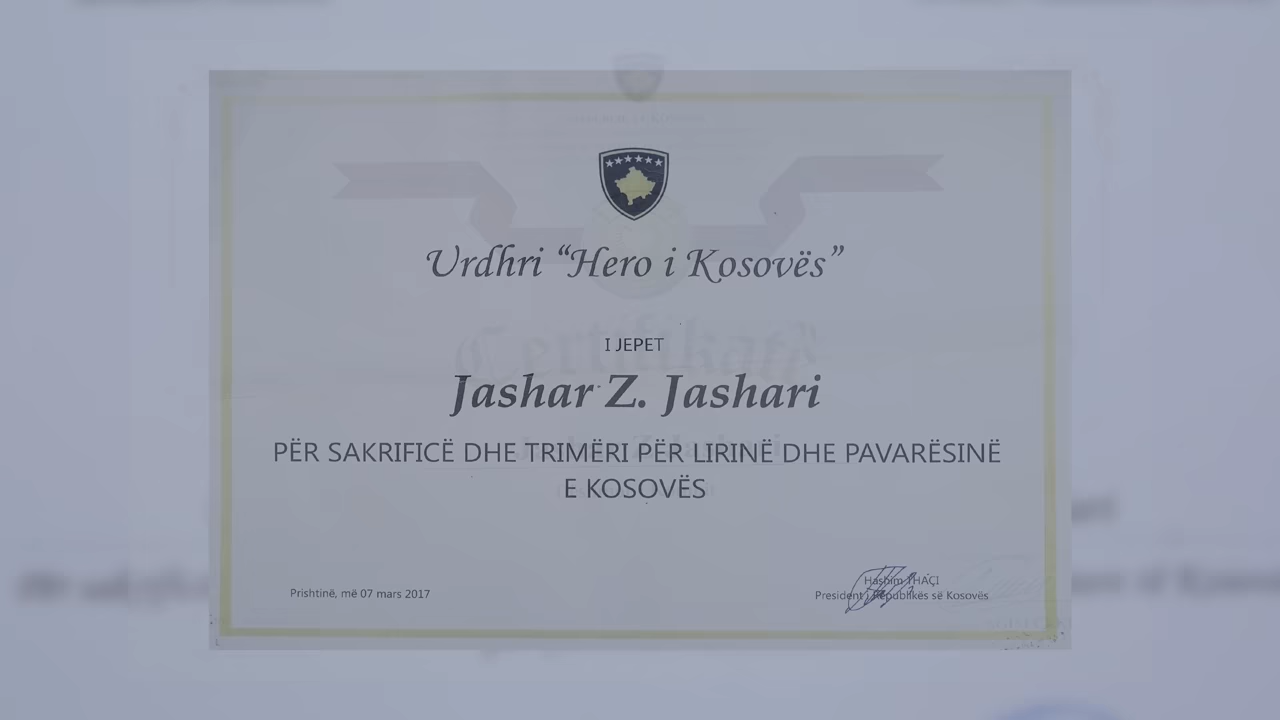 Urdhri “Hero i Kosovës”
I JEPET
Certifikatë
Jashar Z. Jashari
PËR SAKRIFICË DHE TRIMËRI PËR LIRINË DHE PAVARËSINË
E KOSOVËS
Prishtinë, më 07 mars 2017
Hashim THAÇI
President i Republikës së Kosovës